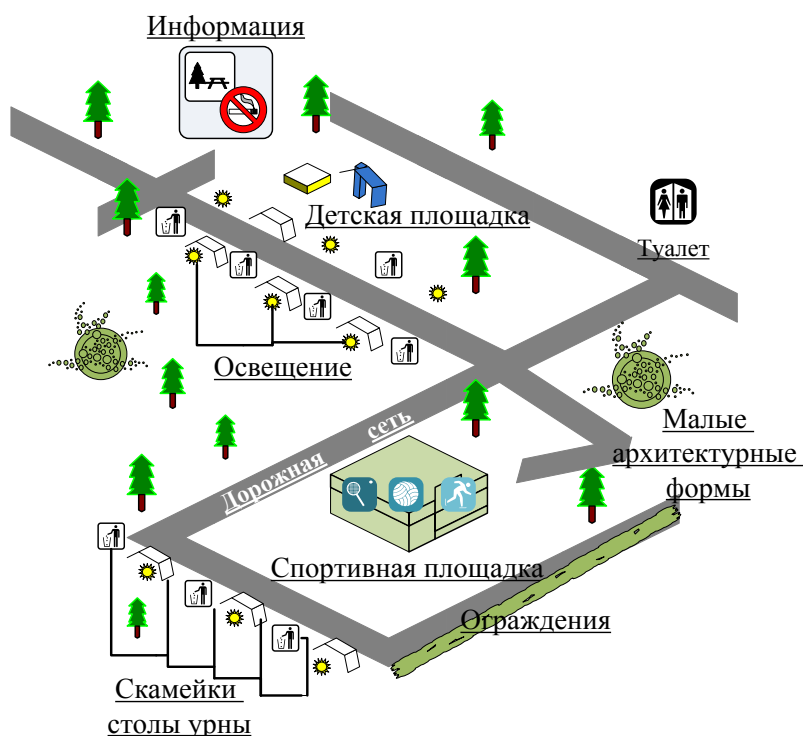 Информация
Детская площадка
Туалет
Освещение
Дорожная сеть
Малые
архитектурные
формы
Спортивная площадка
Ограждения
Скамейки
столы урны